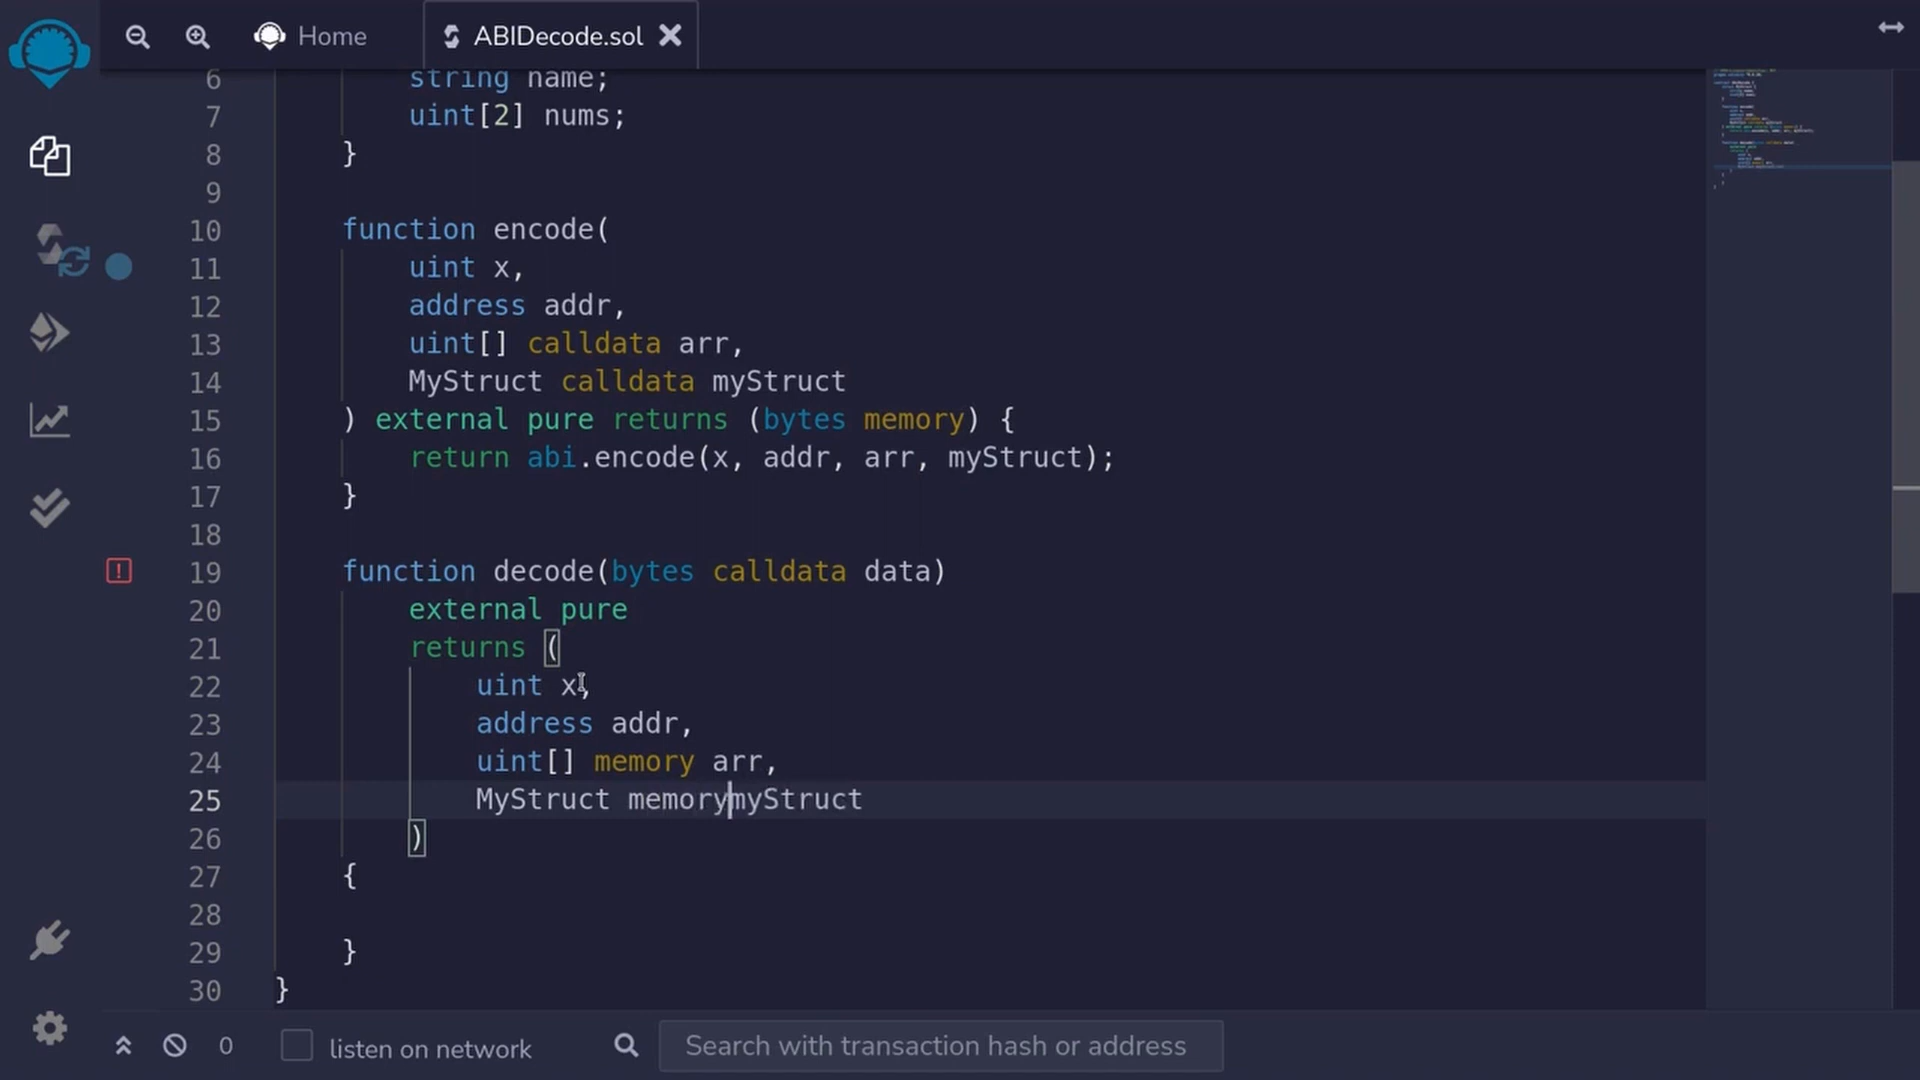 Home
ABIDecode.sol
6 string name;
7 uint[2] nums;
8 }
9
10 function encode(
11 uint x,
12 address addr,
13 uint[] calldata arr,
14 MyStruct calldata myStruct
15 ) external pure returns (bytes memory) {
16 return abi.encode(x, addr, arr, myStruct);
17 }
18
19 function decode(bytes calldata data)
20 external pure
21 returns (
22 uint x,
23 address addr,
24 uint[] memory arr,
25 MyStruct memorymyStruct
26 )
27 {
28
29 }
30 }
0
listen on network
Search with transaction hash or address